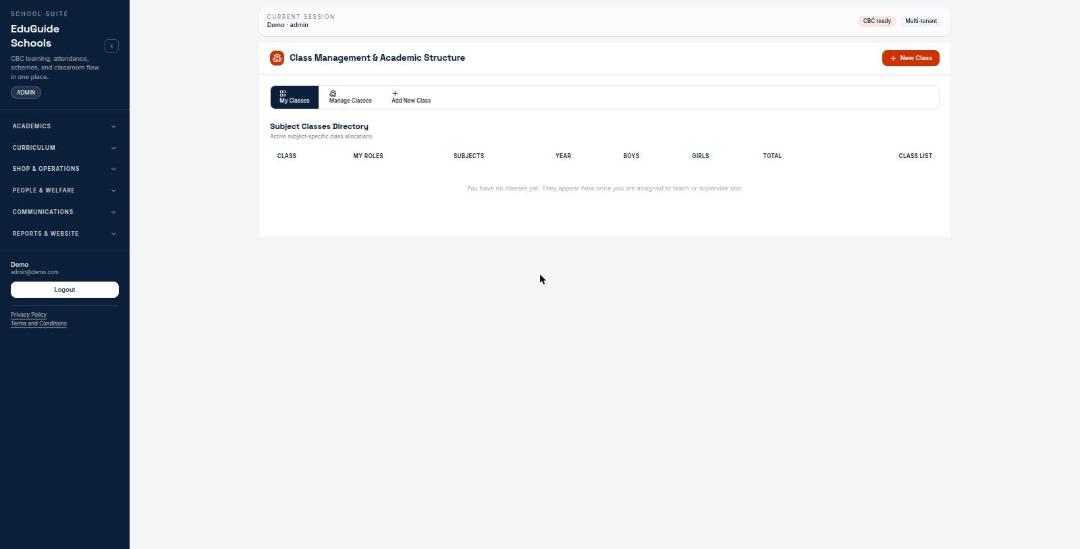 SCHOOL SUITE
EduGuide
Schools
CBC learning, attendance,
schemes, and classroom flow
in one place.
ADMIN
ACADEMICS
CURRICULUM
SHOP & OPERATIONS
PEOPLE & WELFARE
COMMUNICATIONS
REPORTS & WEBSITE
Demo
admin@demo.com
Logout
Privacy Policy
Terms and Conditions
CURRENT SESSION
Demo · admin
CBC ready Multi-tenant
Class Management & Academic Structure
+ New Class
My Classes Manage Classes Add New Class
Subject Classes Directory
Active subject-specific class allocations
CLASS MY ROLES SUBJECTS YEAR BOYS GIRLS TOTAL CLASS LIST
You have no classes yet. They appear here once you are assigned to teach or supervise one.